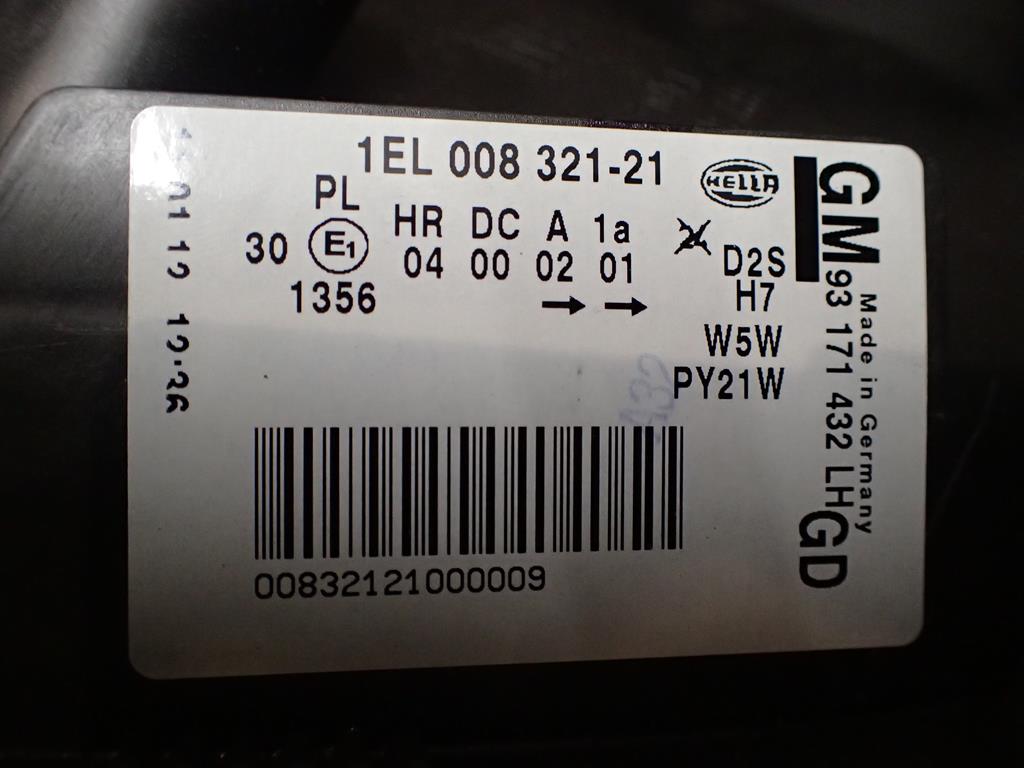 1EL 008 321-21
HELLA
PL
30 E1 HR DC A 1a
04 00 02 01
1356 → →
D2S
H7
W5W
PY21W
GM 93 171 432 LH GD
Made in Germany
A32
00832121000009